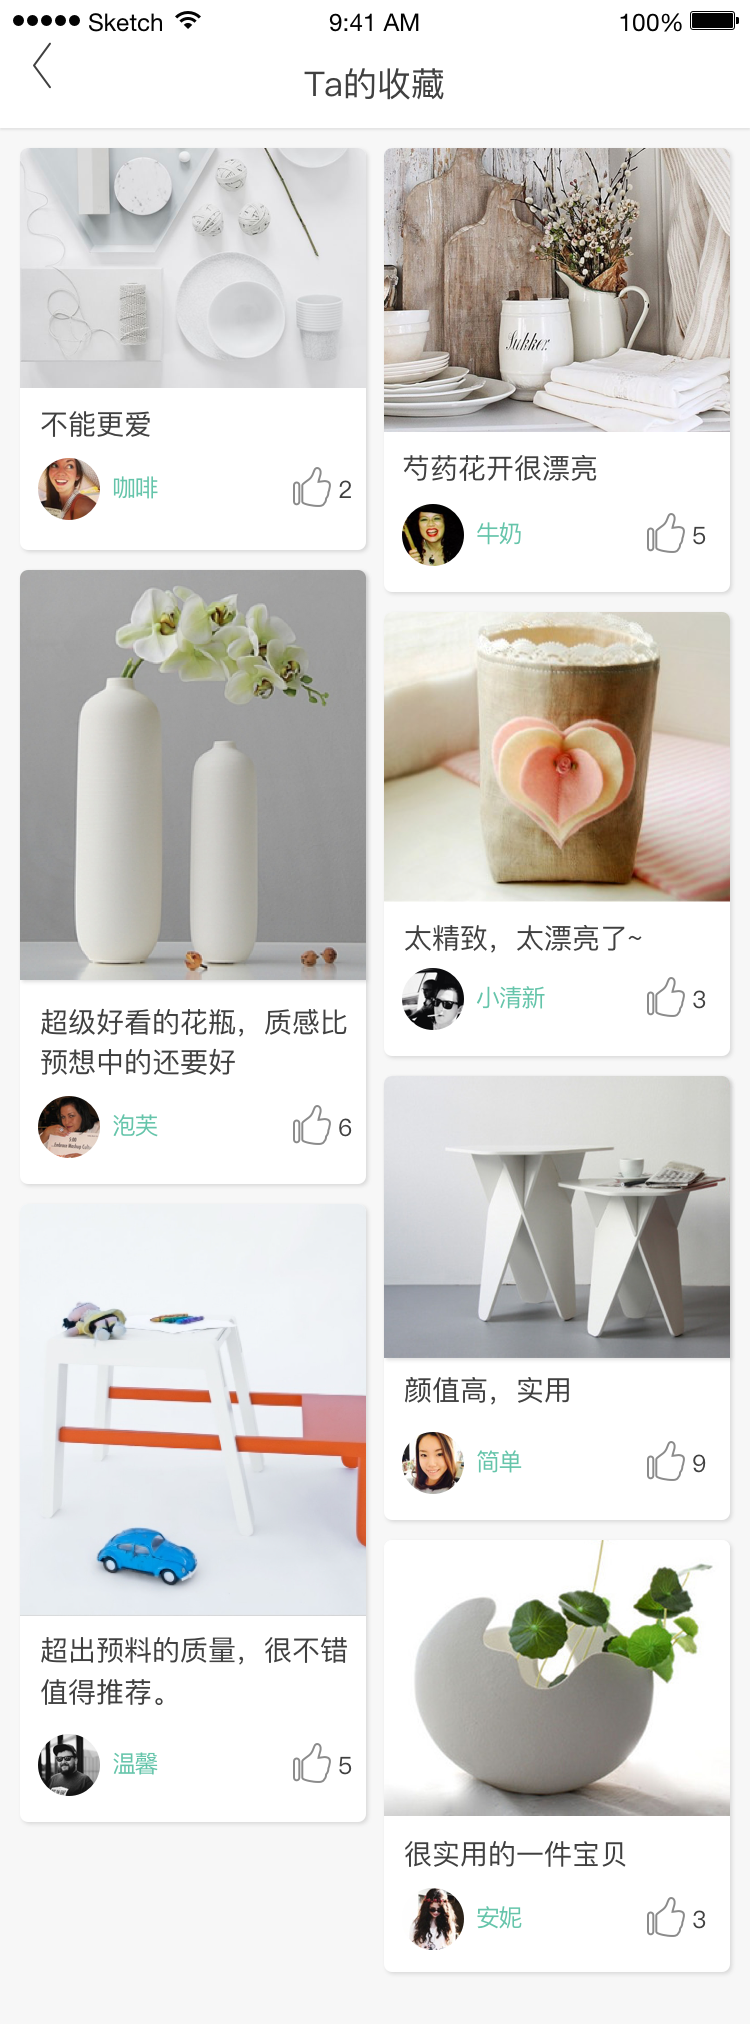 Sketch 9:41 AM 100%
Ta的收藏
不能更爱
咖啡 2
Sukker
芍药花开很漂亮
牛奶 5
超级好看的花瓶，质感比
预想中的还要好
泡芙 6
太精致，太漂亮了~
小清新 3
颜值高，实用
简单 9
超出预料的质量，很不错
值得推荐。
温馨 5
很实用的一件宝贝
安妮 3